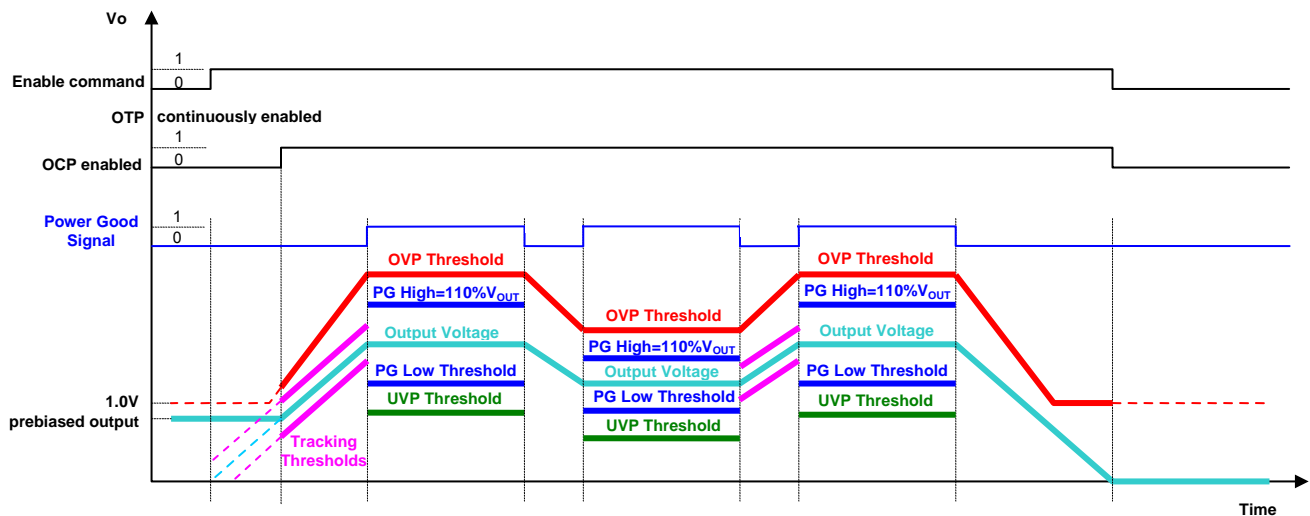 Vo
1
Enable command
0
OTP continuously enabled
1
OCP enabled
0
Power Good
Signal
1
0
OVP Threshold
OVP Threshold
PG High=110%VOUT
PG High=110%VOUT
OVP Threshold
Output Voltage
Output Voltage
PG High=110%VOUT
PG Low Threshold
Output Voltage
PG Low Threshold
1.0V
UVP Threshold
PG Low Threshold
UVP Threshold
prebiased output
UVP Threshold
Tracking
Thresholds
Time